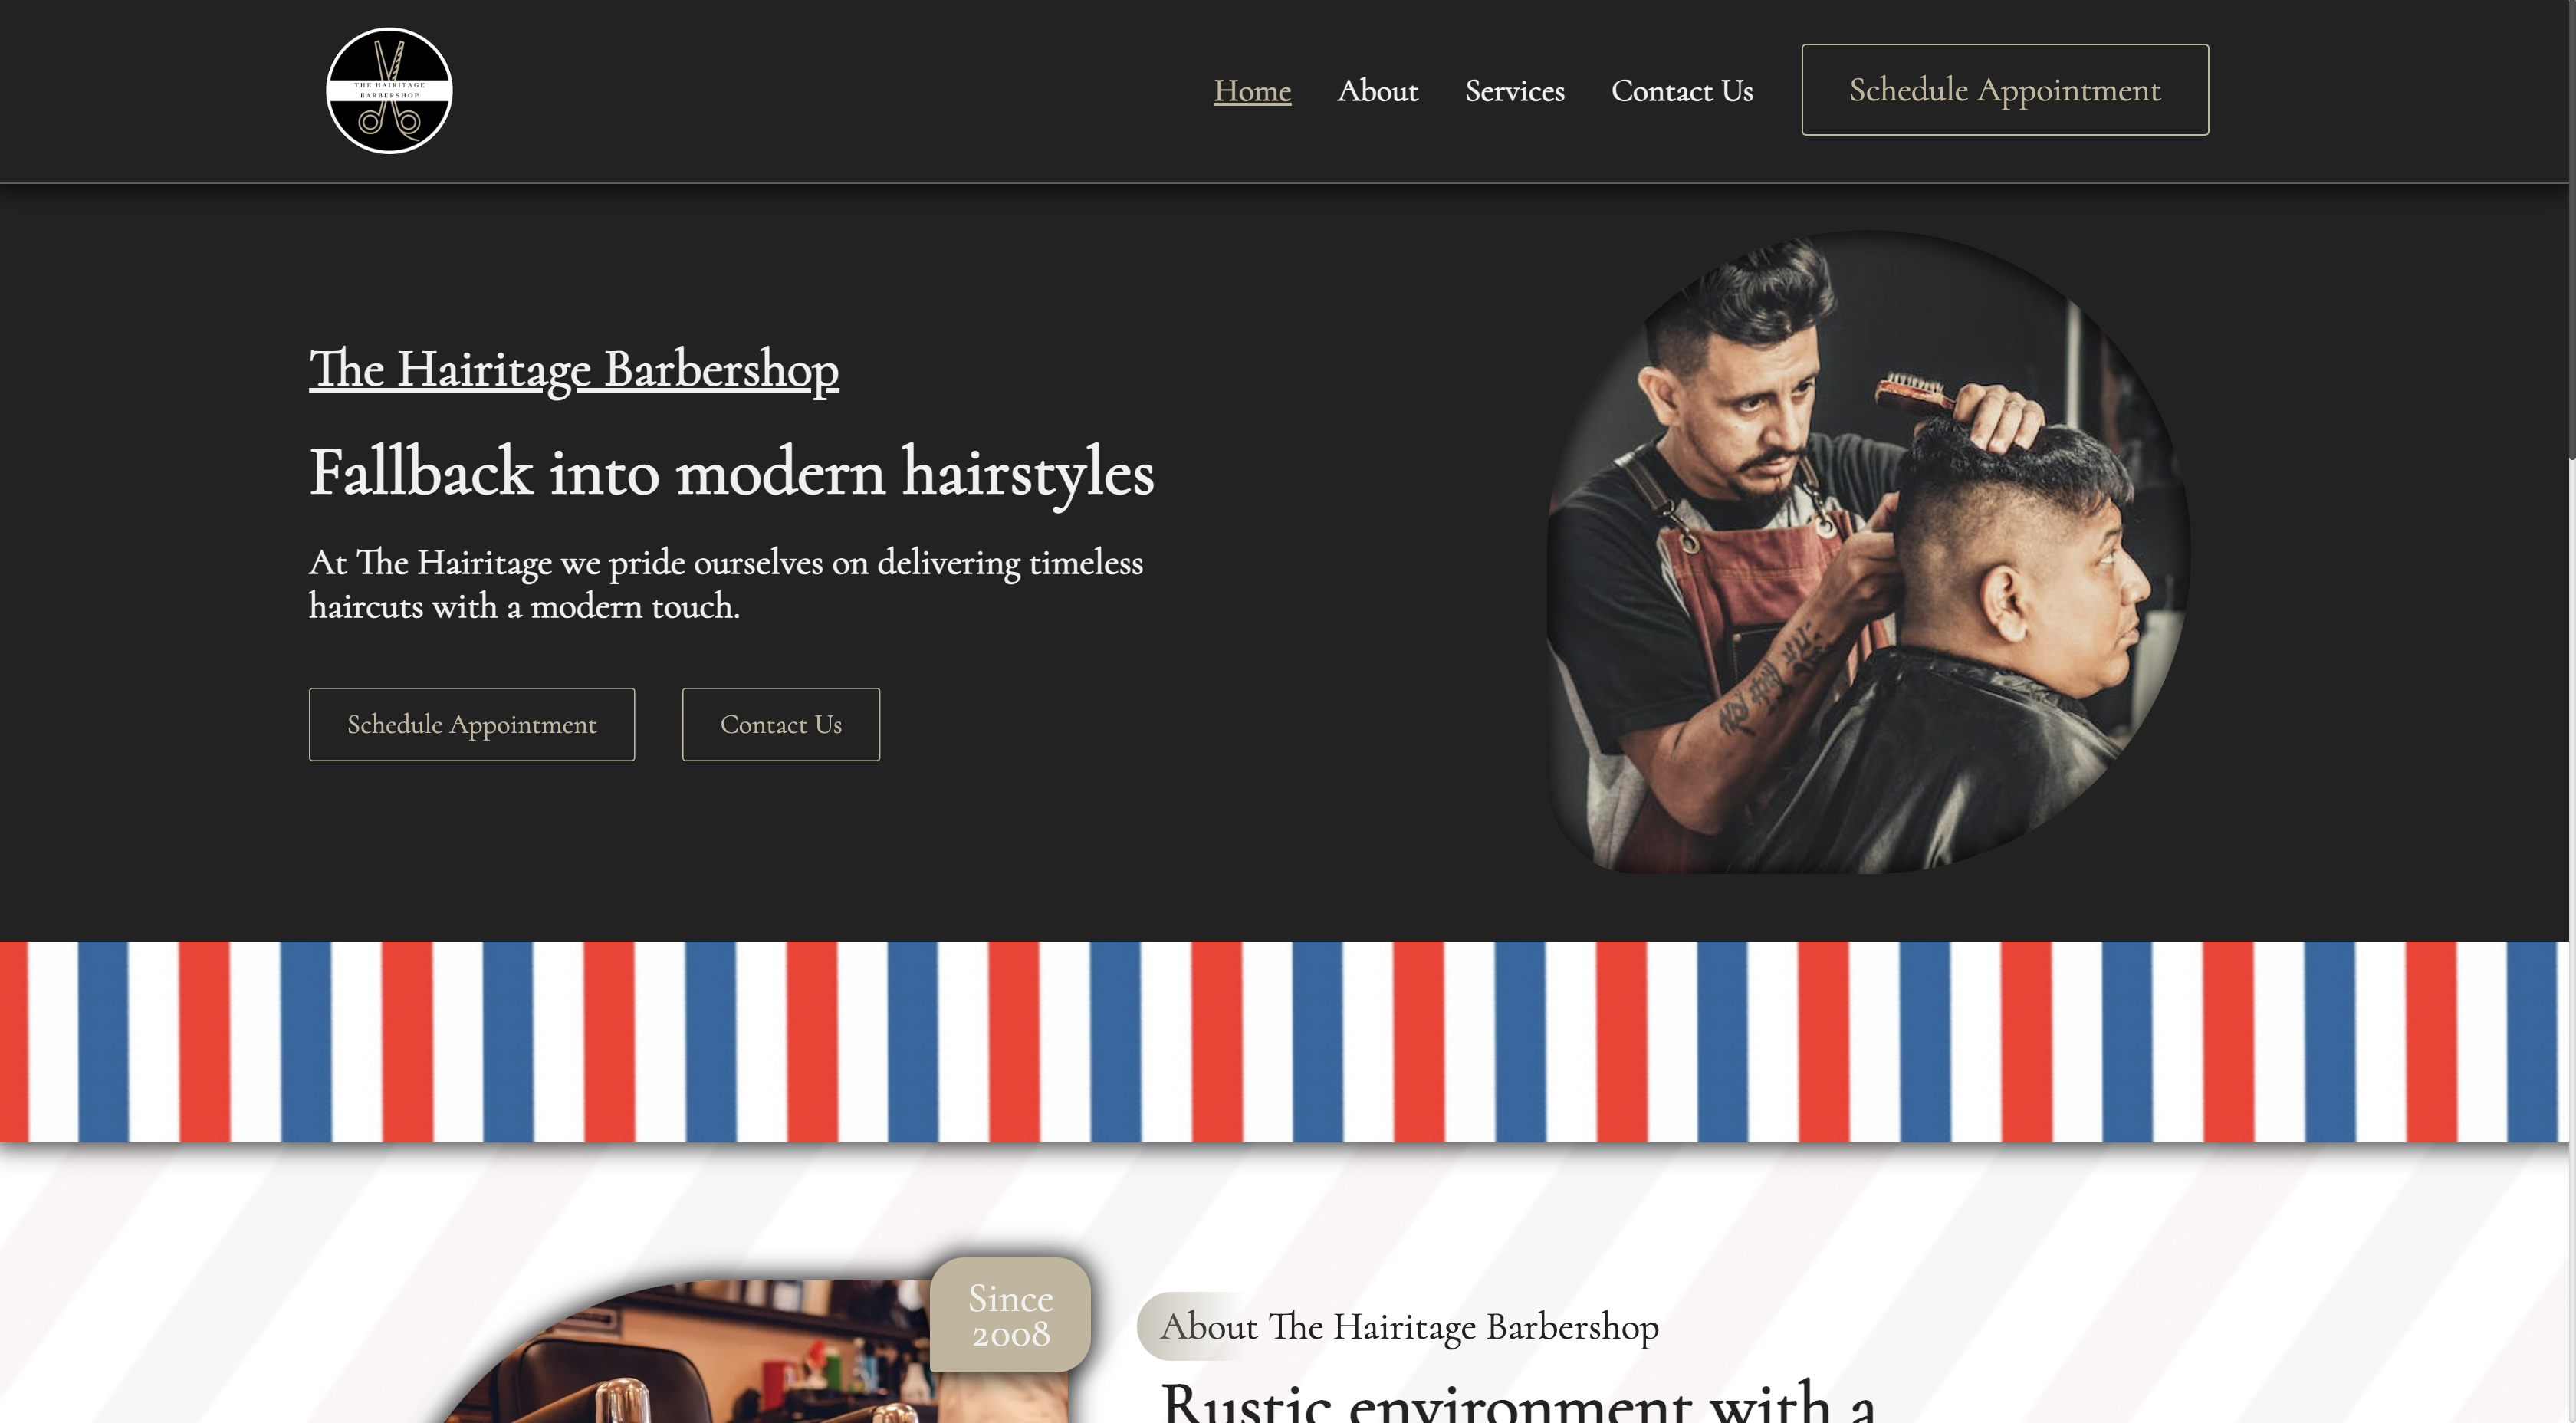 THE HAIRITAGE
BARBERSHOP
Home About Services Contact Us Schedule Appointment
The Hairitage Barbershop
Fallback into modern hairstyles
At The Hairitage we pride ourselves on delivering timeless
haircuts with a modern touch.
Schedule Appointment Contact Us
Since
2008
About The Hairitage Barbershop
Rustic environment with a